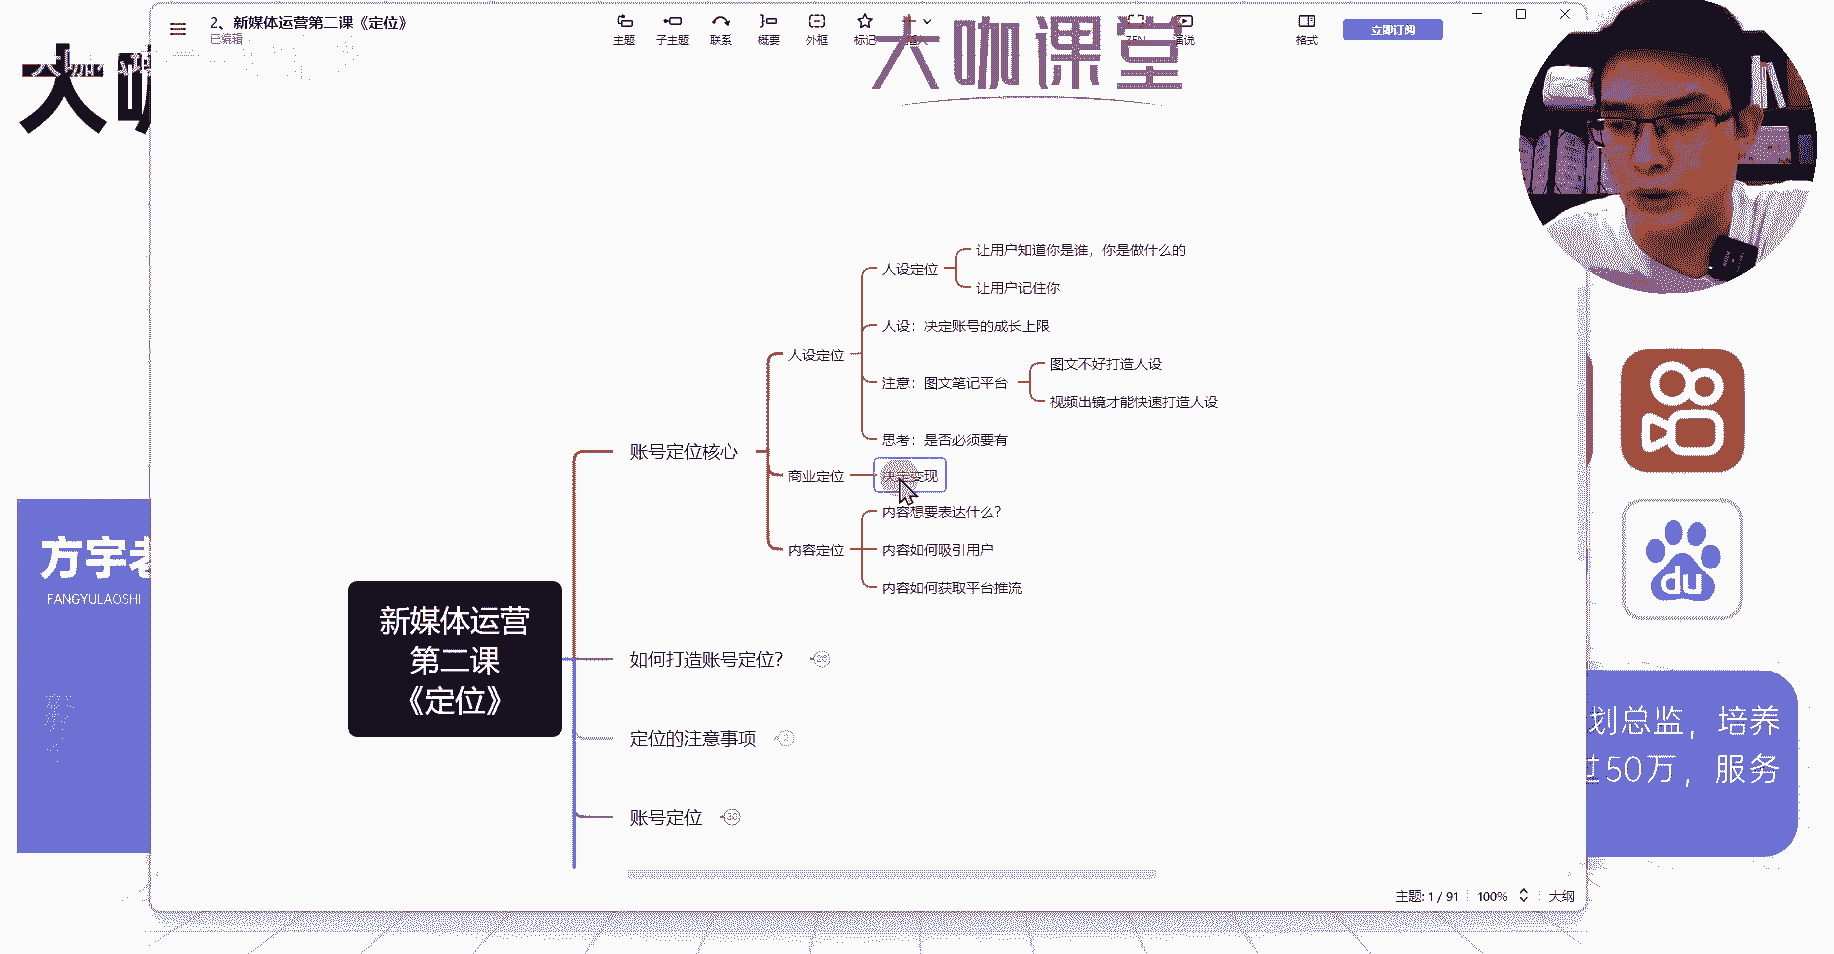 2、新媒体运营第二课《定位》
已编辑
主题
子主题
联系
概要
外框
标记
演说
格式
立即订阅
大咖课堂
让用户知道你是谁，你是做什么的
人设定位
让用户记住你
人设：决定账号的成长上限
人设定位
图文不好打造人设
注意：图文笔记平台
视频出镜才能快速打造人设
思考：是否必须要有
账号定位核心
商业定位
决定变现
内容想要表达什么？
内容定位
内容如何吸引用户
内容如何获取平台推流
方宇老
FANGYULAOSHI
du
新媒体运营
第二课
《定位》
如何打造账号定位？
定位的注意事项
账号定位
划总监，培养
过50万，服务
主题: 1 / 91
100%
大纲